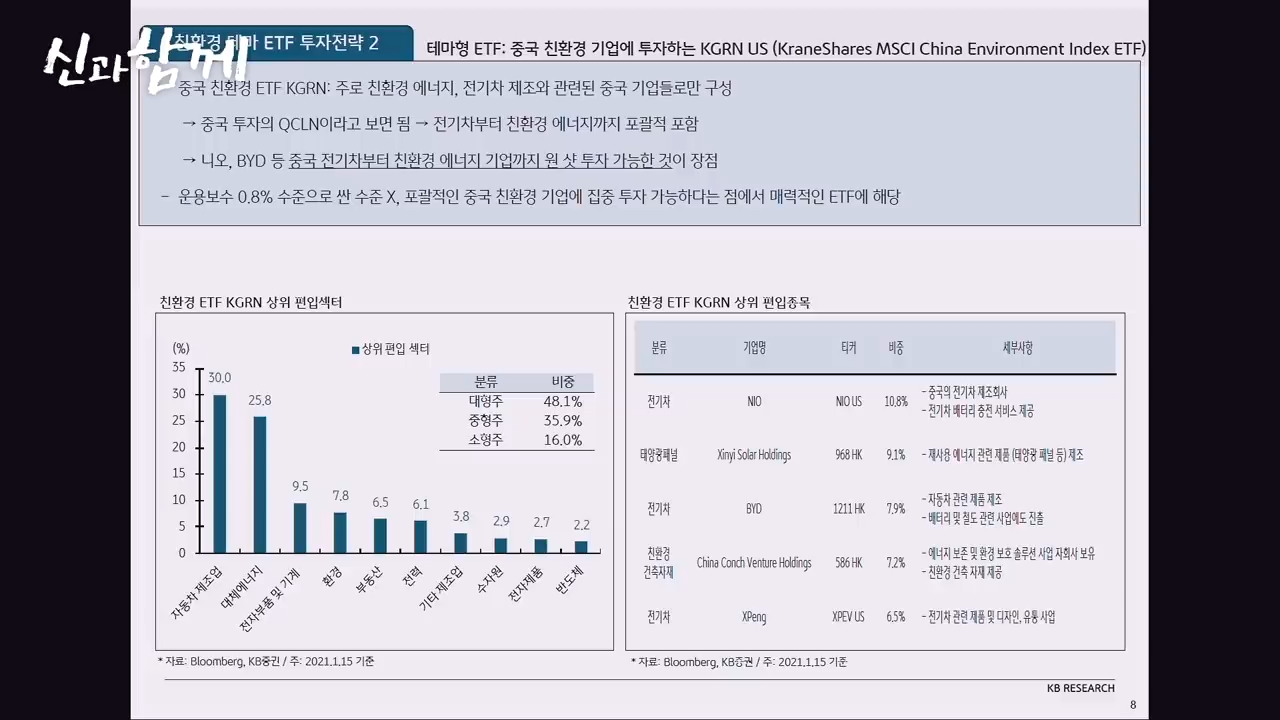 신과함께
친환경 테마 ETF 투자전략 2
테마형 ETF: 중국 친환경 기업에 투자하는 KGRN US (KraneShares MSCI China Environment Index ETF)
중국 친환경 ETF KGRN: 주로 친환경 에너지, 전기차 제조와 관련된 중국 기업들로만 구성
→ 중국 투자의 QCLN이라고 보면 됨 → 전기차부터 친환경 에너지까지 포괄적 포함
→ 니오, BYD 등 중국 전기차부터 친환경 에너지 기업까지 원 샷 투자 가능한 것이 장점
− 운용보수 0.8% 수준으로 싼 수준 X, 포괄적인 중국 친환경 기업에 집중 투자 가능하다는 점에서 매력적인 ETF에 해당
친환경 ETF KGRN 상위 편입섹터
(%)
상위 편입 섹터
35
30
25
20
15
10
5
0
30.0
25.8
9.5
7.8
6.5
6.1
3.8
2.9
2.7
2.2
분류 비중
대형주 48.1%
중형주 35.9%
소형주 16.0%
자동차 제조업
대체에너지
전자부품 및 기계
환경
부동산
전력
기타 제조업
수자원
전자제품
반도체
* 자료: Bloomberg, KB증권 / 주: 2021.1.15 기준
친환경 ETF KGRN 상위 편입종목
분류 기업명 티커 비중 세부사항
전기차 NIO NIO US 10.8% − 중국의 전기차 제조회사
− 전기차 배터리 충전 서비스 제공
태양광패널 Xinyi Solar Holdings 968 HK 9.1% − 재사용 에너지 관련 제품 (태양광 패널 등) 제조
전기차 BYD 1211 HK 7.9% − 자동차 관련 제품 제조
− 배터리 및 철도 관련 사업에도 진출
친환경
건축자재 China Conch Venture Holdings 586 HK 7.2% − 에너지 보존 및 환경 보호 솔루션 사업 자회사 보유
− 친환경 건축 자재 제공
전기차 XPeng XPEV US 6.5% − 전기차 관련 제품 및 디자인, 유통 사업
* 자료: Bloomberg, KB증권 / 주: 2021.1.15 기준
KB RESEARCH
8